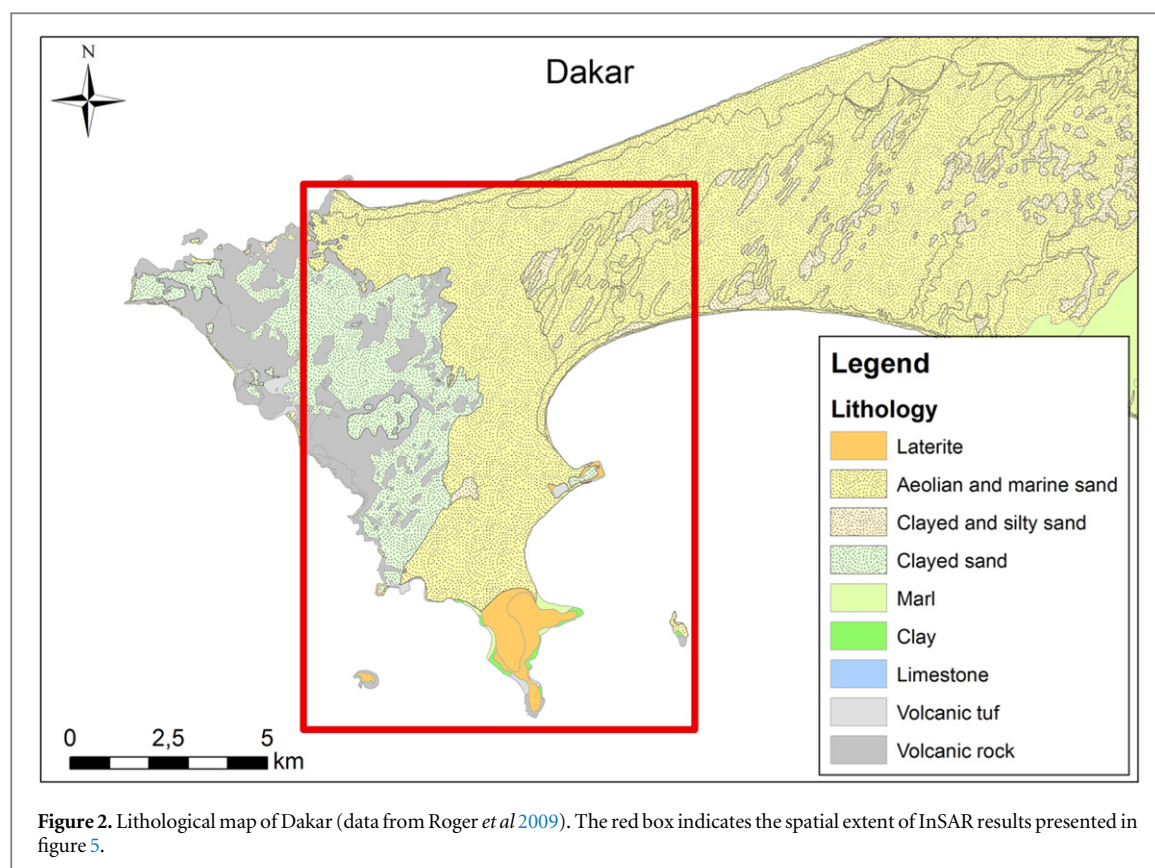 N
Dakar
Legend
Lithology
Laterite
Aeolian and marine sand
Clayed and silty sand
Clayed sand
Marl
Clay
Limestone
Volcanic tuf
Volcanic rock
0 2,5 5
km
Figure 2. Lithological map of Dakar (data from Roger et al 2009). The red box indicates the spatial extent of InSAR results presented in
figure 5.